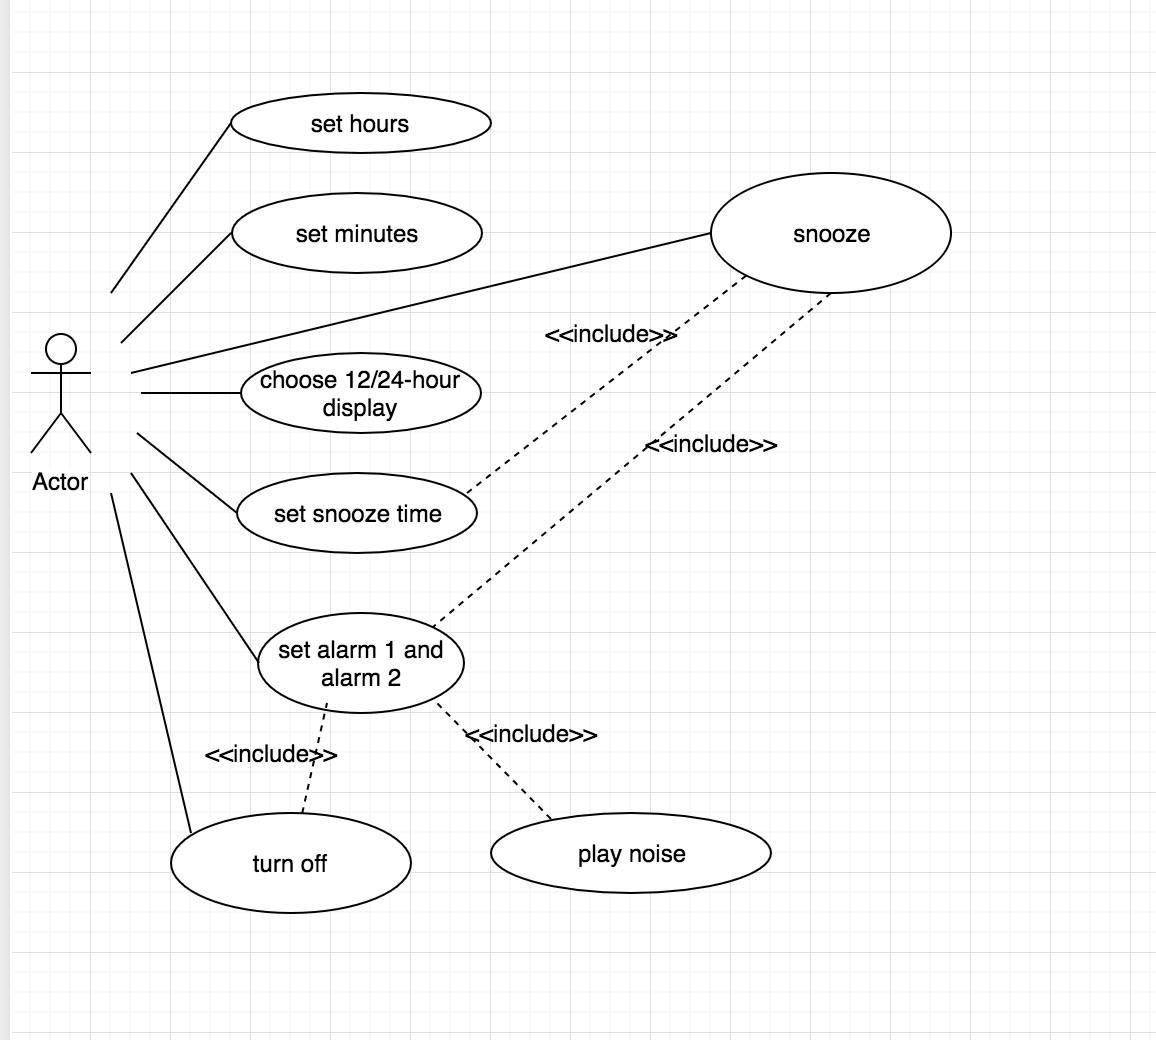 set hours
set minutes
snooze
<<include>>
choose 12/24-hour
display
<<include>>
Actor
set snooze time
set alarm 1 and
alarm 2
<<include>>
<<include>>
turn off
play noise